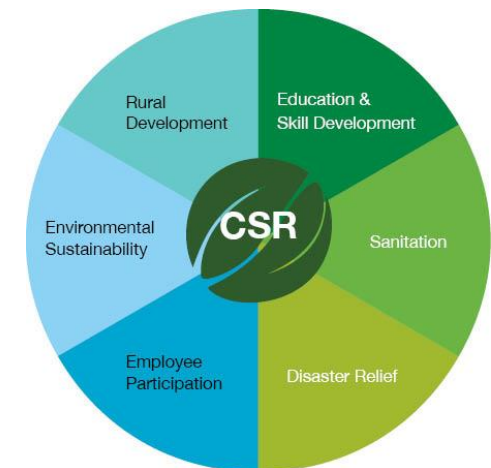 Rural
Development
Education &
Skill Development
Environmental
Sustainability
CSR
Sanitation
Employee
Participation
Disaster Relief